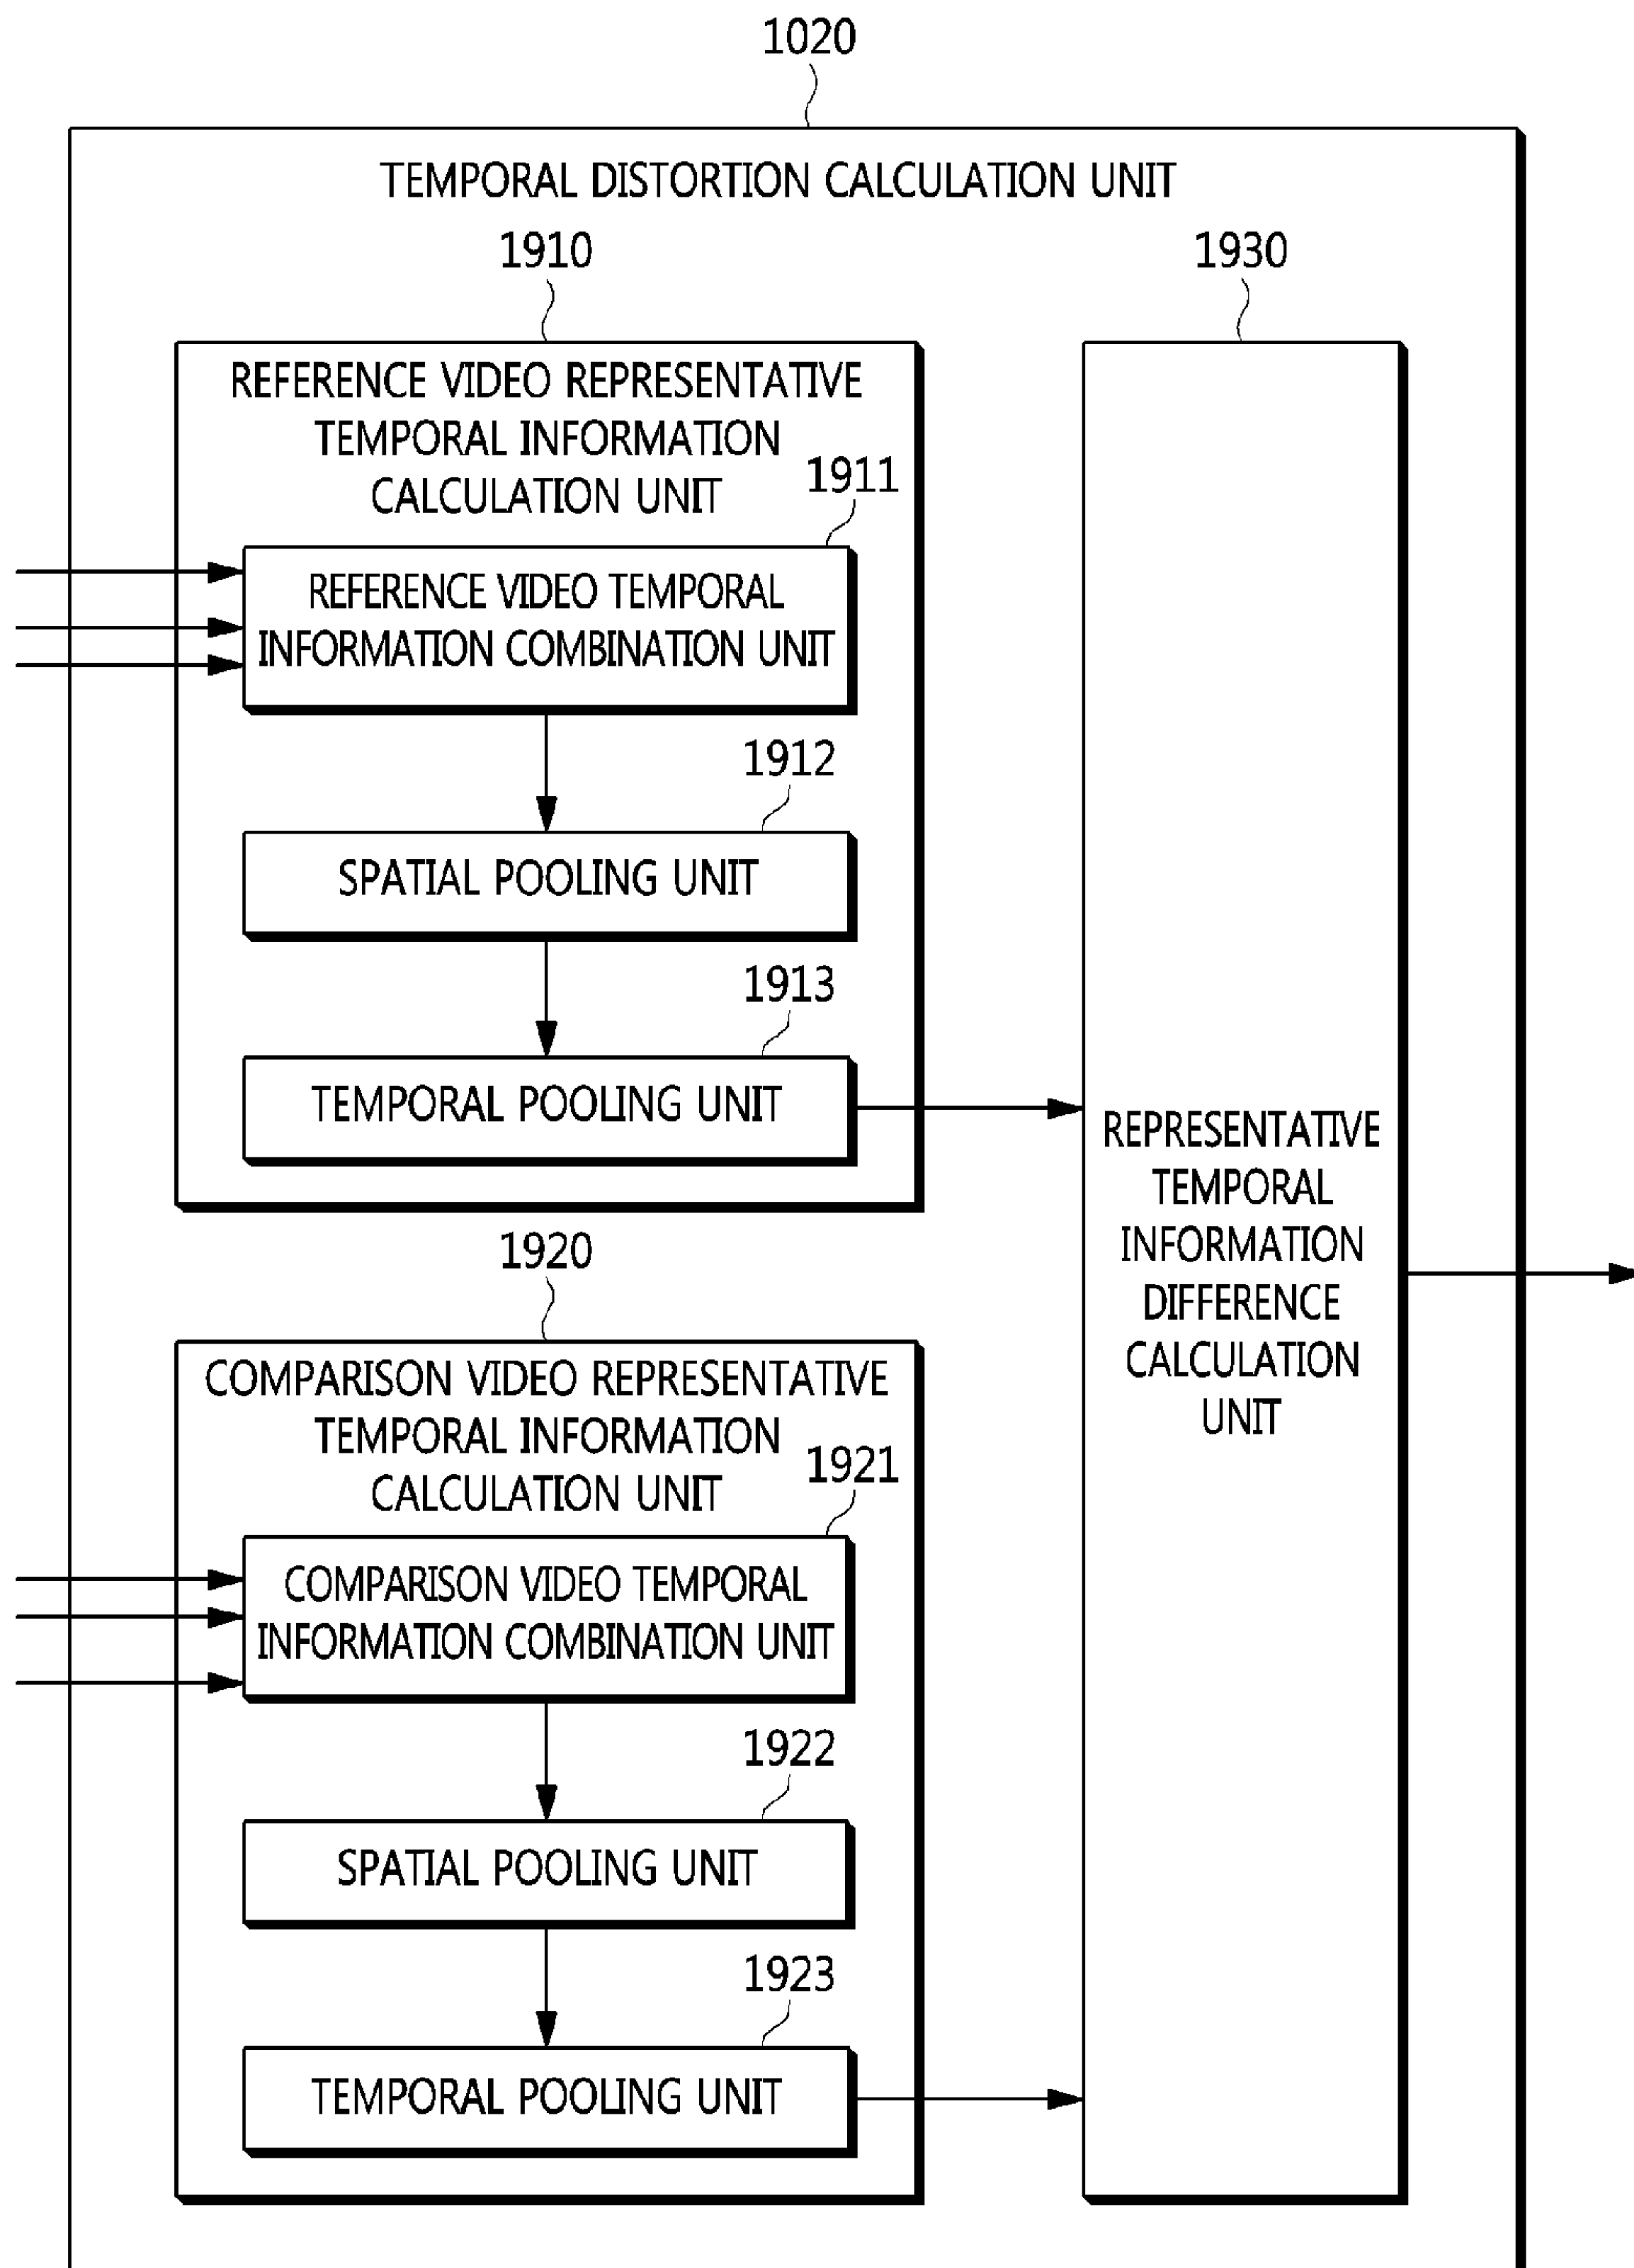 1020
TEMPORAL DISTORTION CALCULATION UNIT
1910
1930
REFERENCE VIDEO REPRESENTATIVE
TEMPORAL INFORMATION
CALCULATION UNIT
1911
REFERENCE VIDEO TEMPORAL
INFORMATION COMBINATION UNIT
1912
SPATIAL POOLING UNIT
1913
TEMPORAL POOLING UNIT
REPRESENTATIVE
TEMPORAL
INFORMATION
DIFFERENCE
CALCULATION
UNIT
1920
COMPARISON VIDEO REPRESENTATIVE
TEMPORAL INFORMATION
CALCULATION UNIT
1921
COMPARISON VIDEO TEMPORAL
INFORMATION COMBINATION UNIT
1922
SPATIAL POOLING UNIT
1923
TEMPORAL POOLING UNIT